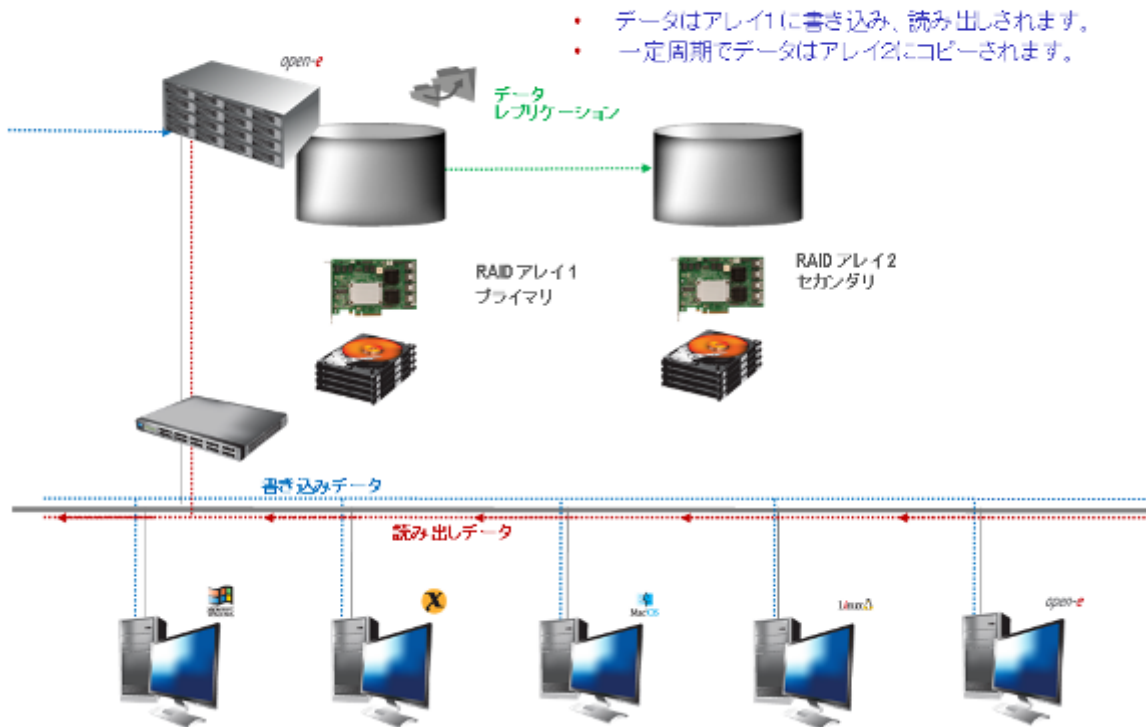 データはアレイ1に書き込み、読み出しされます。
一定周期でデータはアレイ2にコピーされます。
open-e
データ
レプリケーション
RAID アレイ 1
プライマリ
RAID アレイ 2
セカンダリ
書き込みデータ
読み出しデータ
X
MacOS
Linux
open-e